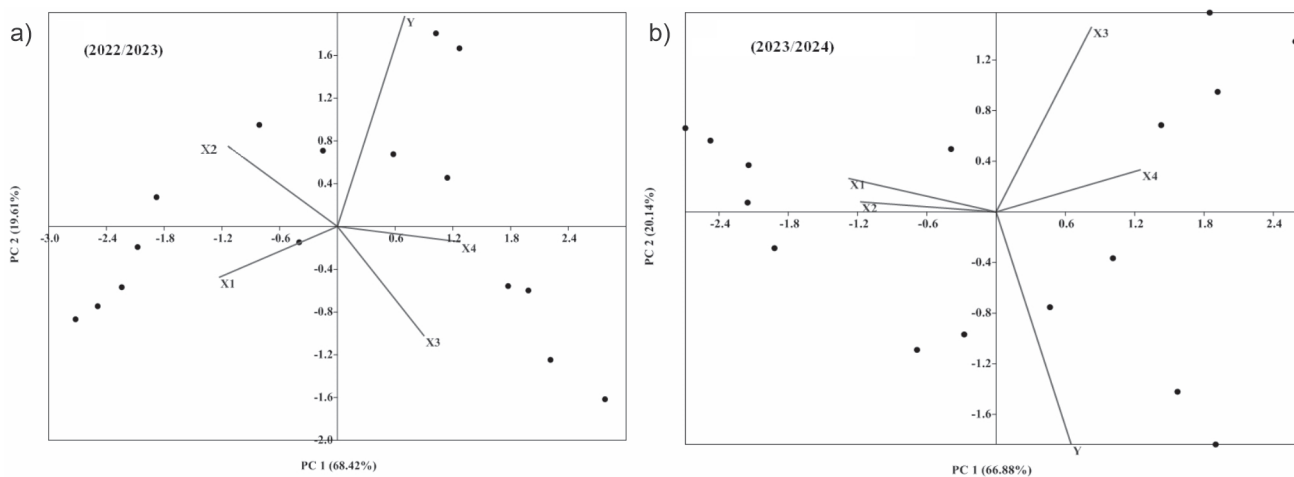 a)
(2022/2023)
Y
1.6
1.2
X2
0.8
0.4
-3.0 -2.4 -1.8 -1.2 -0.6 0.6 1.2 1.8 2.4
X4
-0.4
X1
-0.8
X3
-1.2
-1.6
-2.0
PC 2 (19.61%)
PC 1 (68.42%)
b)
(2023/2024)
X3
1.2
0.8
0.4
X4
X1
X2
-2.4 -1.8 -1.2 -0.6 0.6 1.2 1.8 2.4
-0.4
-0.8
-1.2
-1.6
Y
PC 2 (20.14%)
PC 1 (66.88%)